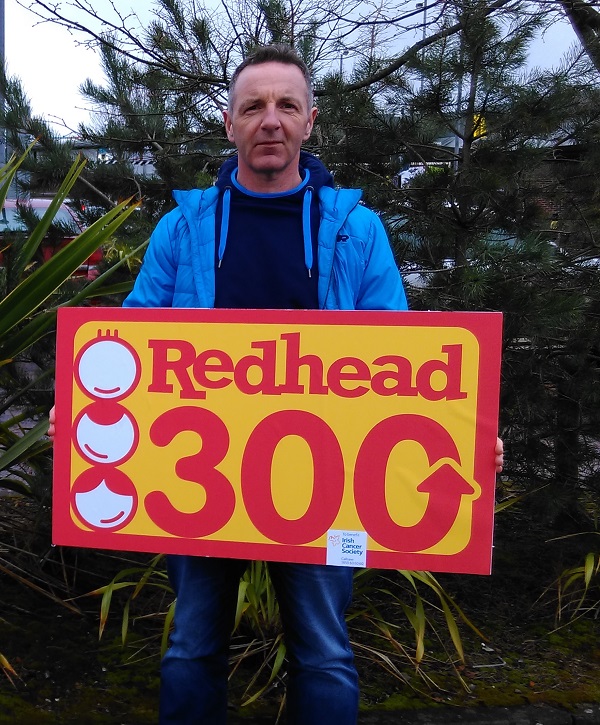 Redhead
300
Irish
Cancer
Society